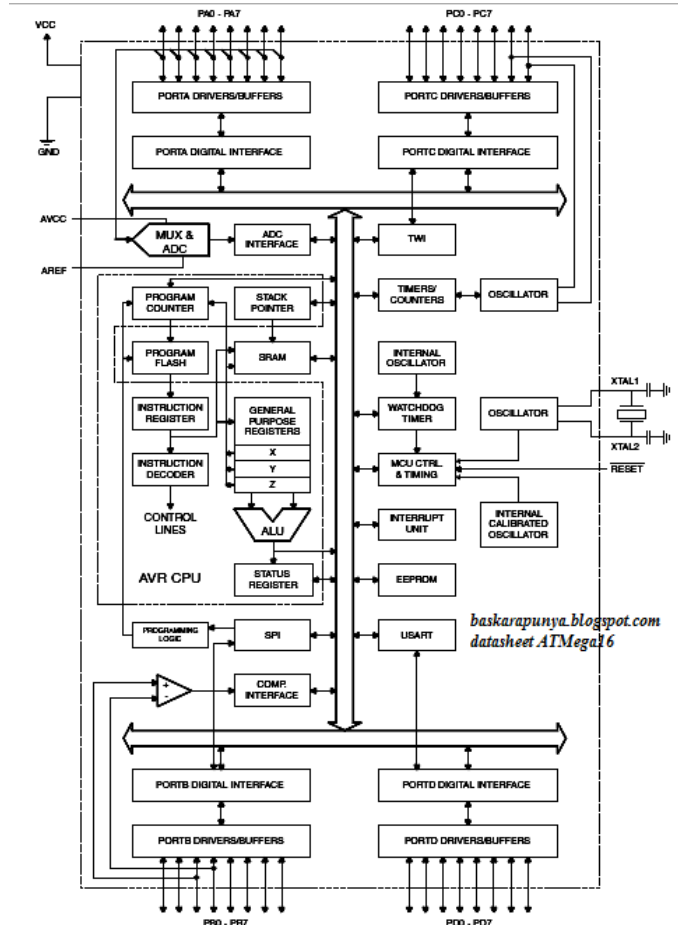 PA0 - PA7
PC0 - PC7
VCC
GND
PORTA DRIVERS/BUFFERS
PORTC DRIVERS/BUFFERS
PORTA DIGITAL INTERFACE
PORTC DIGITAL INTERFACE
AVCC
AREF
MUX &
ADC
ADC
INTERFACE
TWI
PROGRAM
COUNTER
STACK
POINTER
TIMERS/
COUNTERS
OSCILLATOR
PROGRAM
FLASH
SRAM
INTERNAL
OSCILLATOR
XTAL1
INSTRUCTION
REGISTER
GENERAL
PURPOSE
REGISTERS
WATCHDOG
TIMER
OSCILLATOR
XTAL2
X
Y
Z
INSTRUCTION
DECODER
MCU CTRL.
& TIMING
RESET
CONTROL
LINES
ALU
INTERRUPT
UNIT
INTERNAL
CALIBRATED
OSCILLATOR
AVR CPU
STATUS
REGISTER
EEPROM
PROGRAMMING
LOGIC
SPI
USART
baskarapunya.blogspot.com
datasheet ATMega16
+
-
COMP.
INTERFACE
PORTB DIGITAL INTERFACE
PORTD DIGITAL INTERFACE
PORTB DRIVERS/BUFFERS
PORTD DRIVERS/BUFFERS
PB0 - PB7
PD0 - PD7